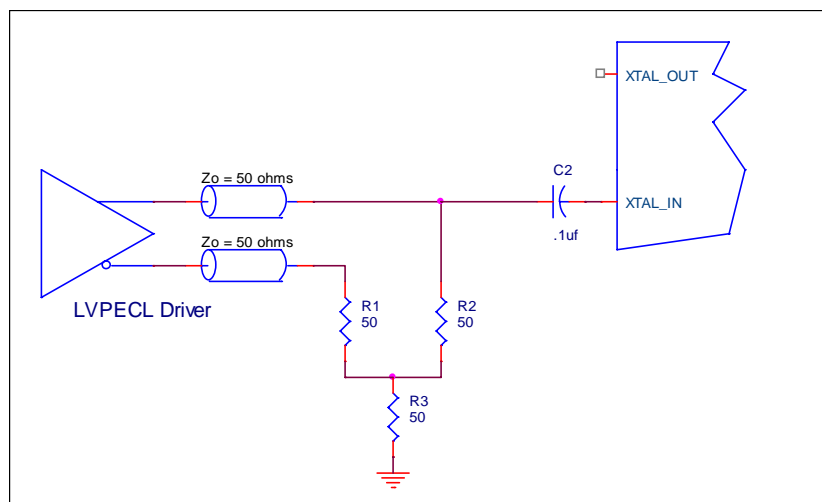 XTAL_OUT
Zo = 50 ohms
C2
XTAL_IN
.1uf
Zo = 50 ohms
LVPECL Driver
R1
50
R2
50
R3
50